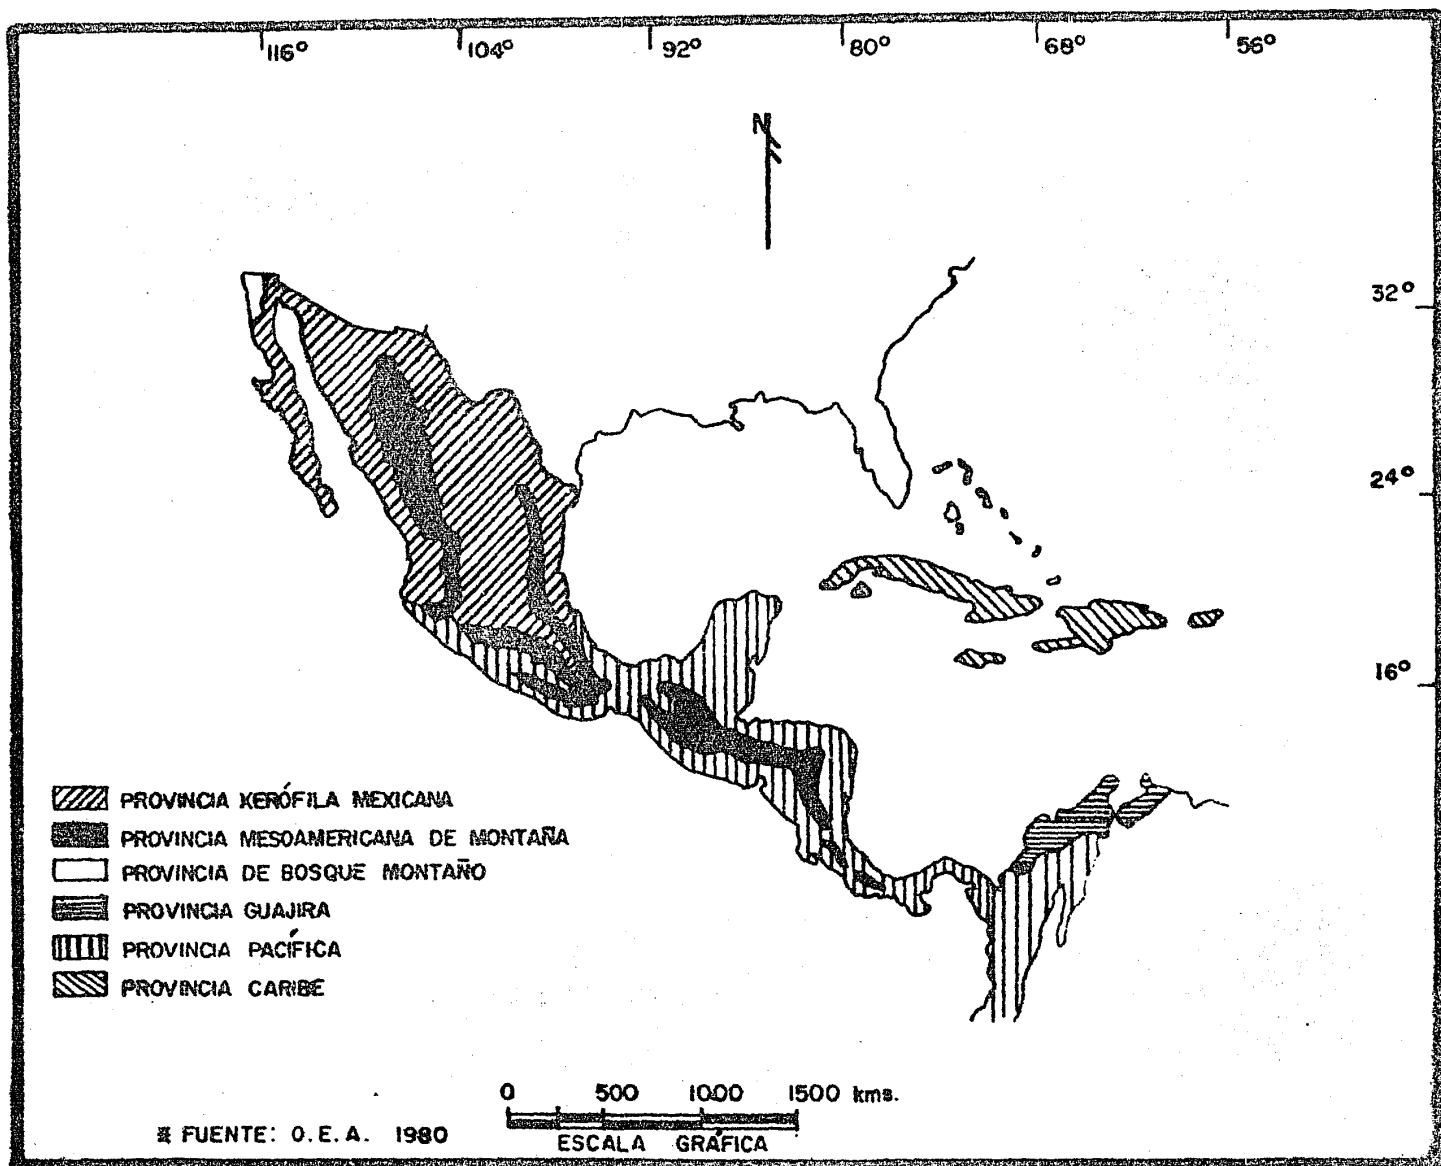 116° 104° 92° 80° 68° 56°
N
32°
24°
16°
PROVINCIA XERÓFILA MEXICANA
PROVINCIA MESOAMERICANA DE MONTAÑA
PROVINCIA DE BOSQUE MONTAÑO
PROVINCIA GUAJIRA
PROVINCIA PACÍFICA
PROVINCIA CARIBE
0 500 1000 1500 kms.
ESCALA GRÁFICA
* FUENTE: O.E.A. 1980